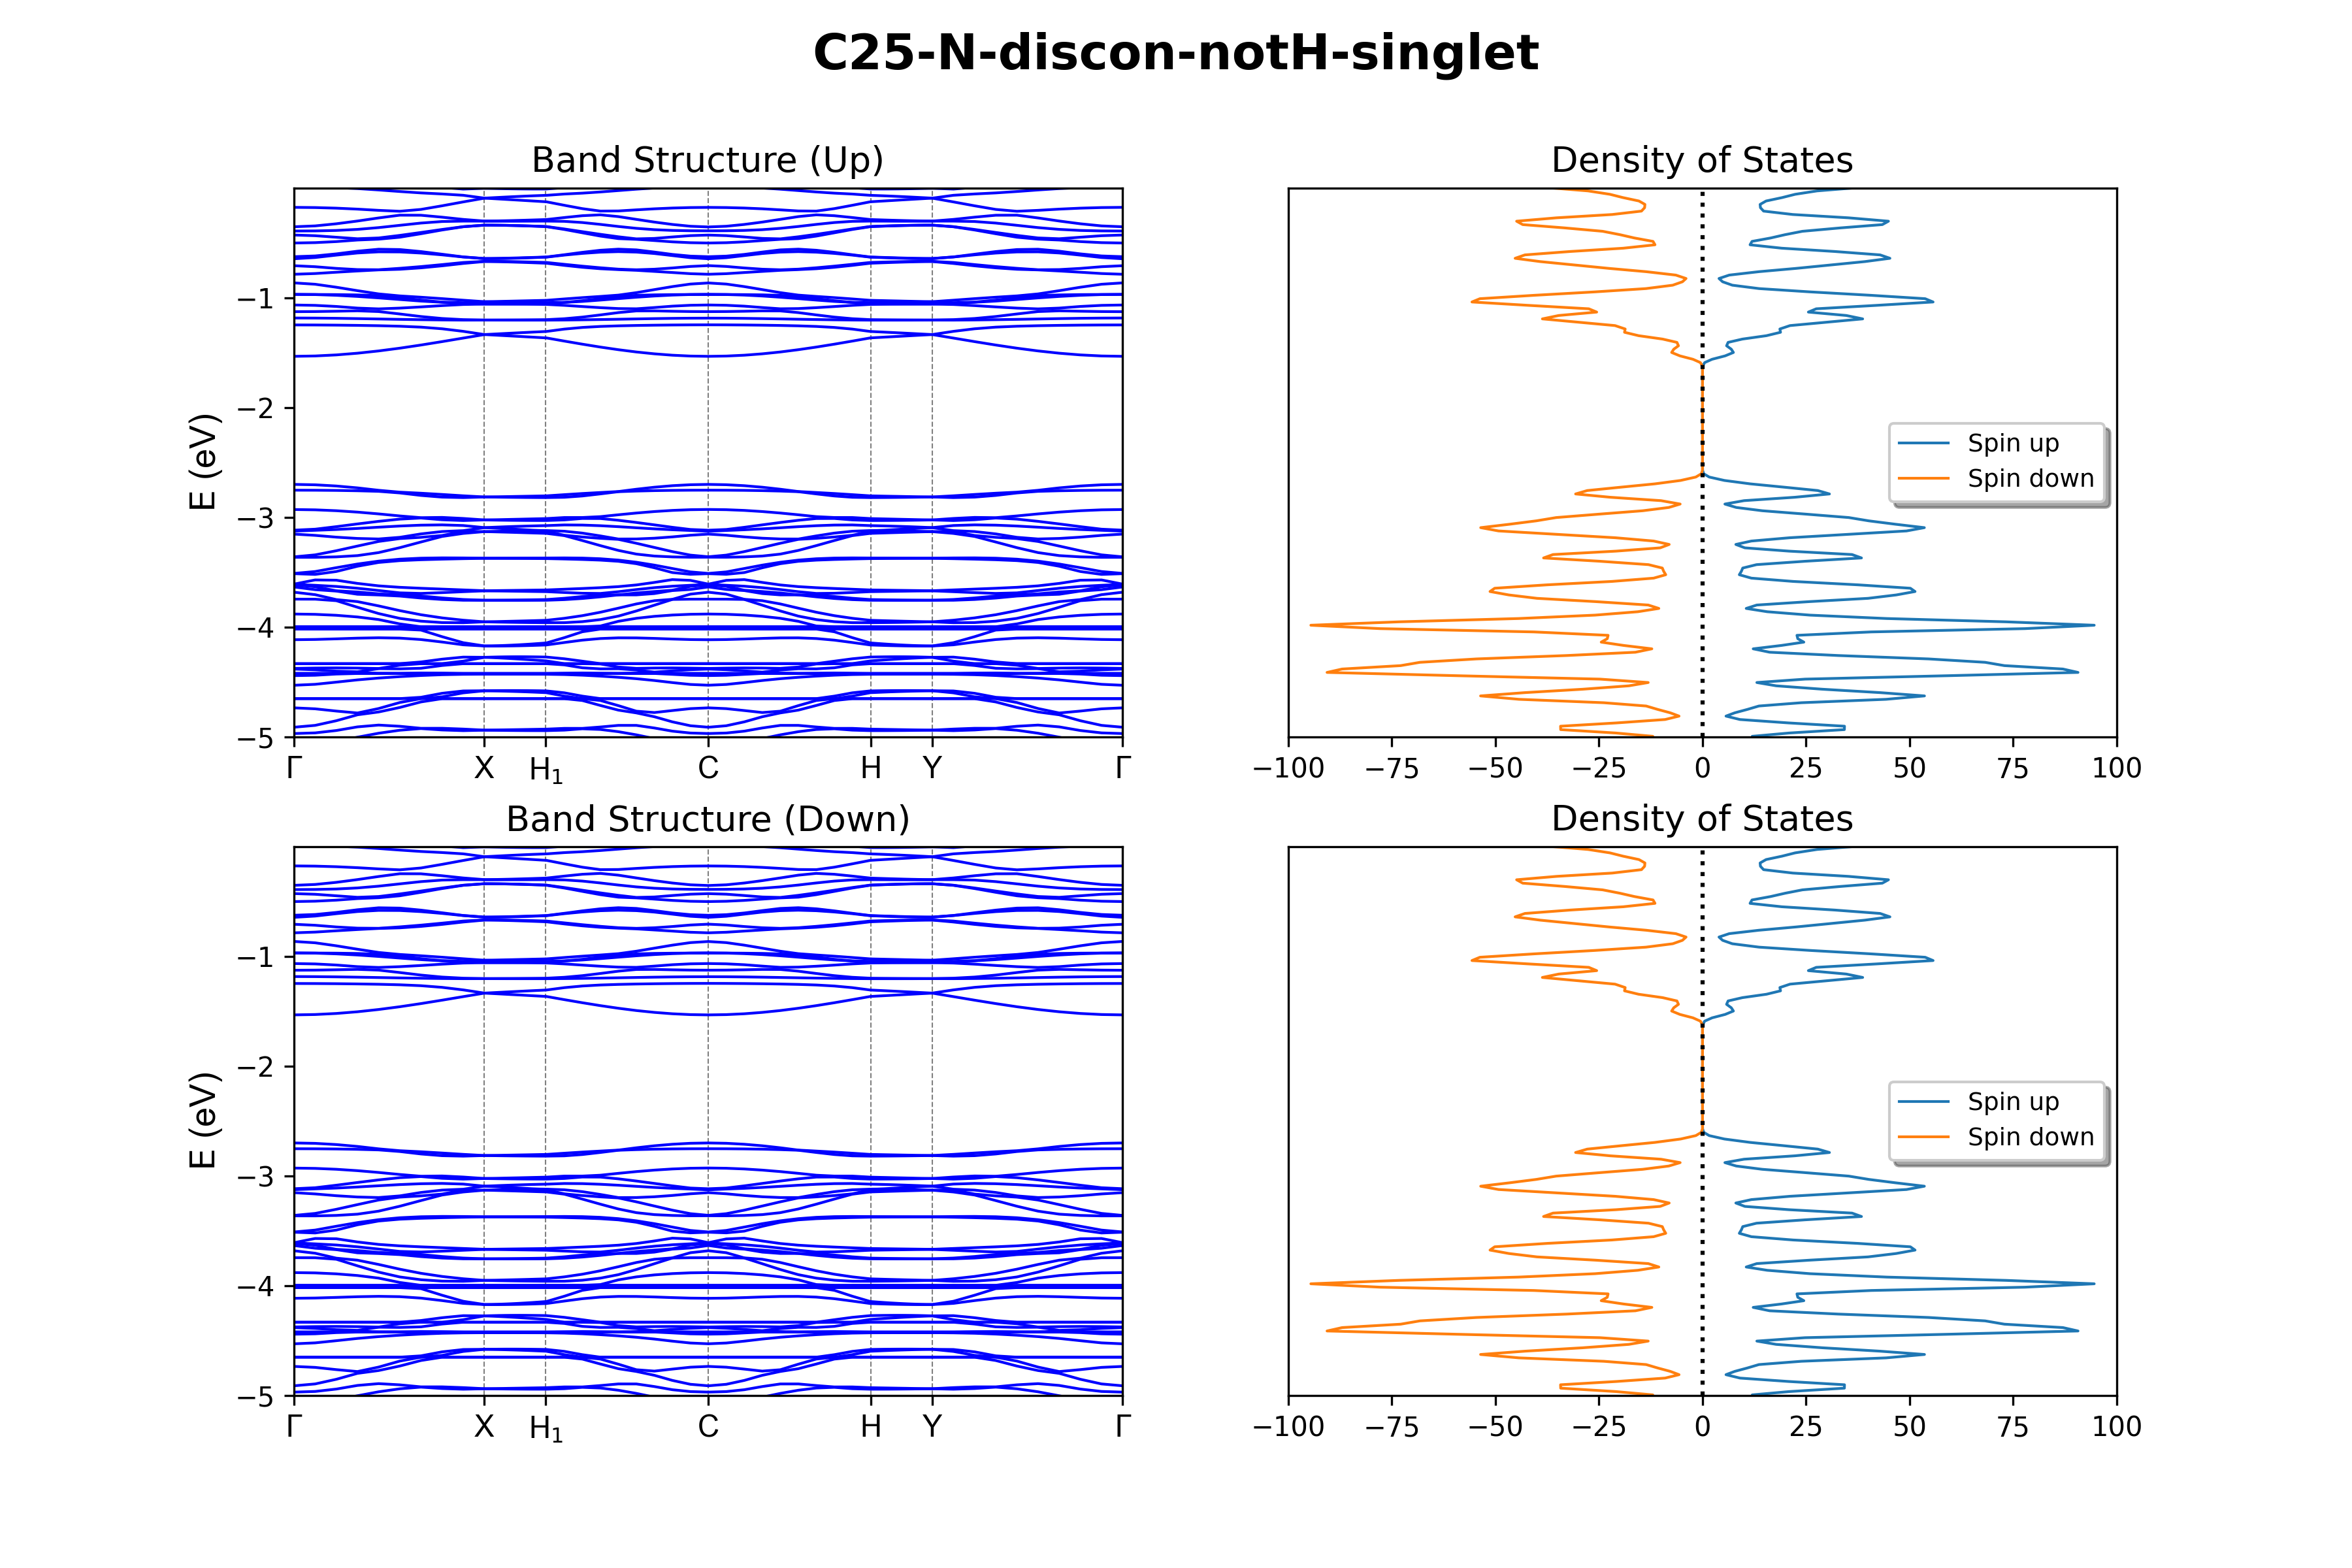 C25-N-discon-notH-singlet
Band Structure (Up)
Density of States
E (eV)
−1
−2
−3
−4
−5
Γ X H₁ C H Y Γ
Spin up
Spin down
−100 −75 −50 −25 0 25 50 75 100
Band Structure (Down)
Density of States
E (eV)
−1
−2
−3
−4
−5
Γ X H₁ C H Y Γ
Spin up
Spin down
−100 −75 −50 −25 0 25 50 75 100